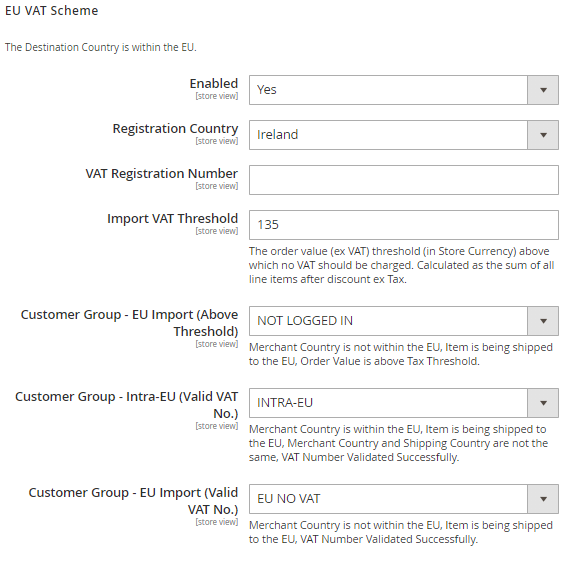 EU VAT Scheme
The Destination Country is within the EU.
Enabled
[store view]
Yes
Registration Country
[store view]
Ireland
VAT Registration Number
[store view]
Import VAT Threshold
[store view]
135
The order value (ex VAT) threshold (in Store Currency) above
which no VAT should be charged. Calculated as the sum of all
line items after discount ex Tax.
Customer Group - EU Import (Above
Threshold)
[store view]
NOT LOGGED IN
Merchant Country is not within the EU, Item is being shipped
to the EU, Order Value is above Tax Threshold.
Customer Group - Intra-EU (Valid VAT
No.)
[store view]
INTRA-EU
Merchant Country is within the EU, Item is being shipped to
the EU, Merchant Country and Shipping Country are not the
same, VAT Number Validated Successfully.
Customer Group - EU Import (Valid
VAT No.)
[store view]
EU NO VAT
Merchant Country is not within the EU, Item is being shipped
to the EU, VAT Number Validated Successfully.